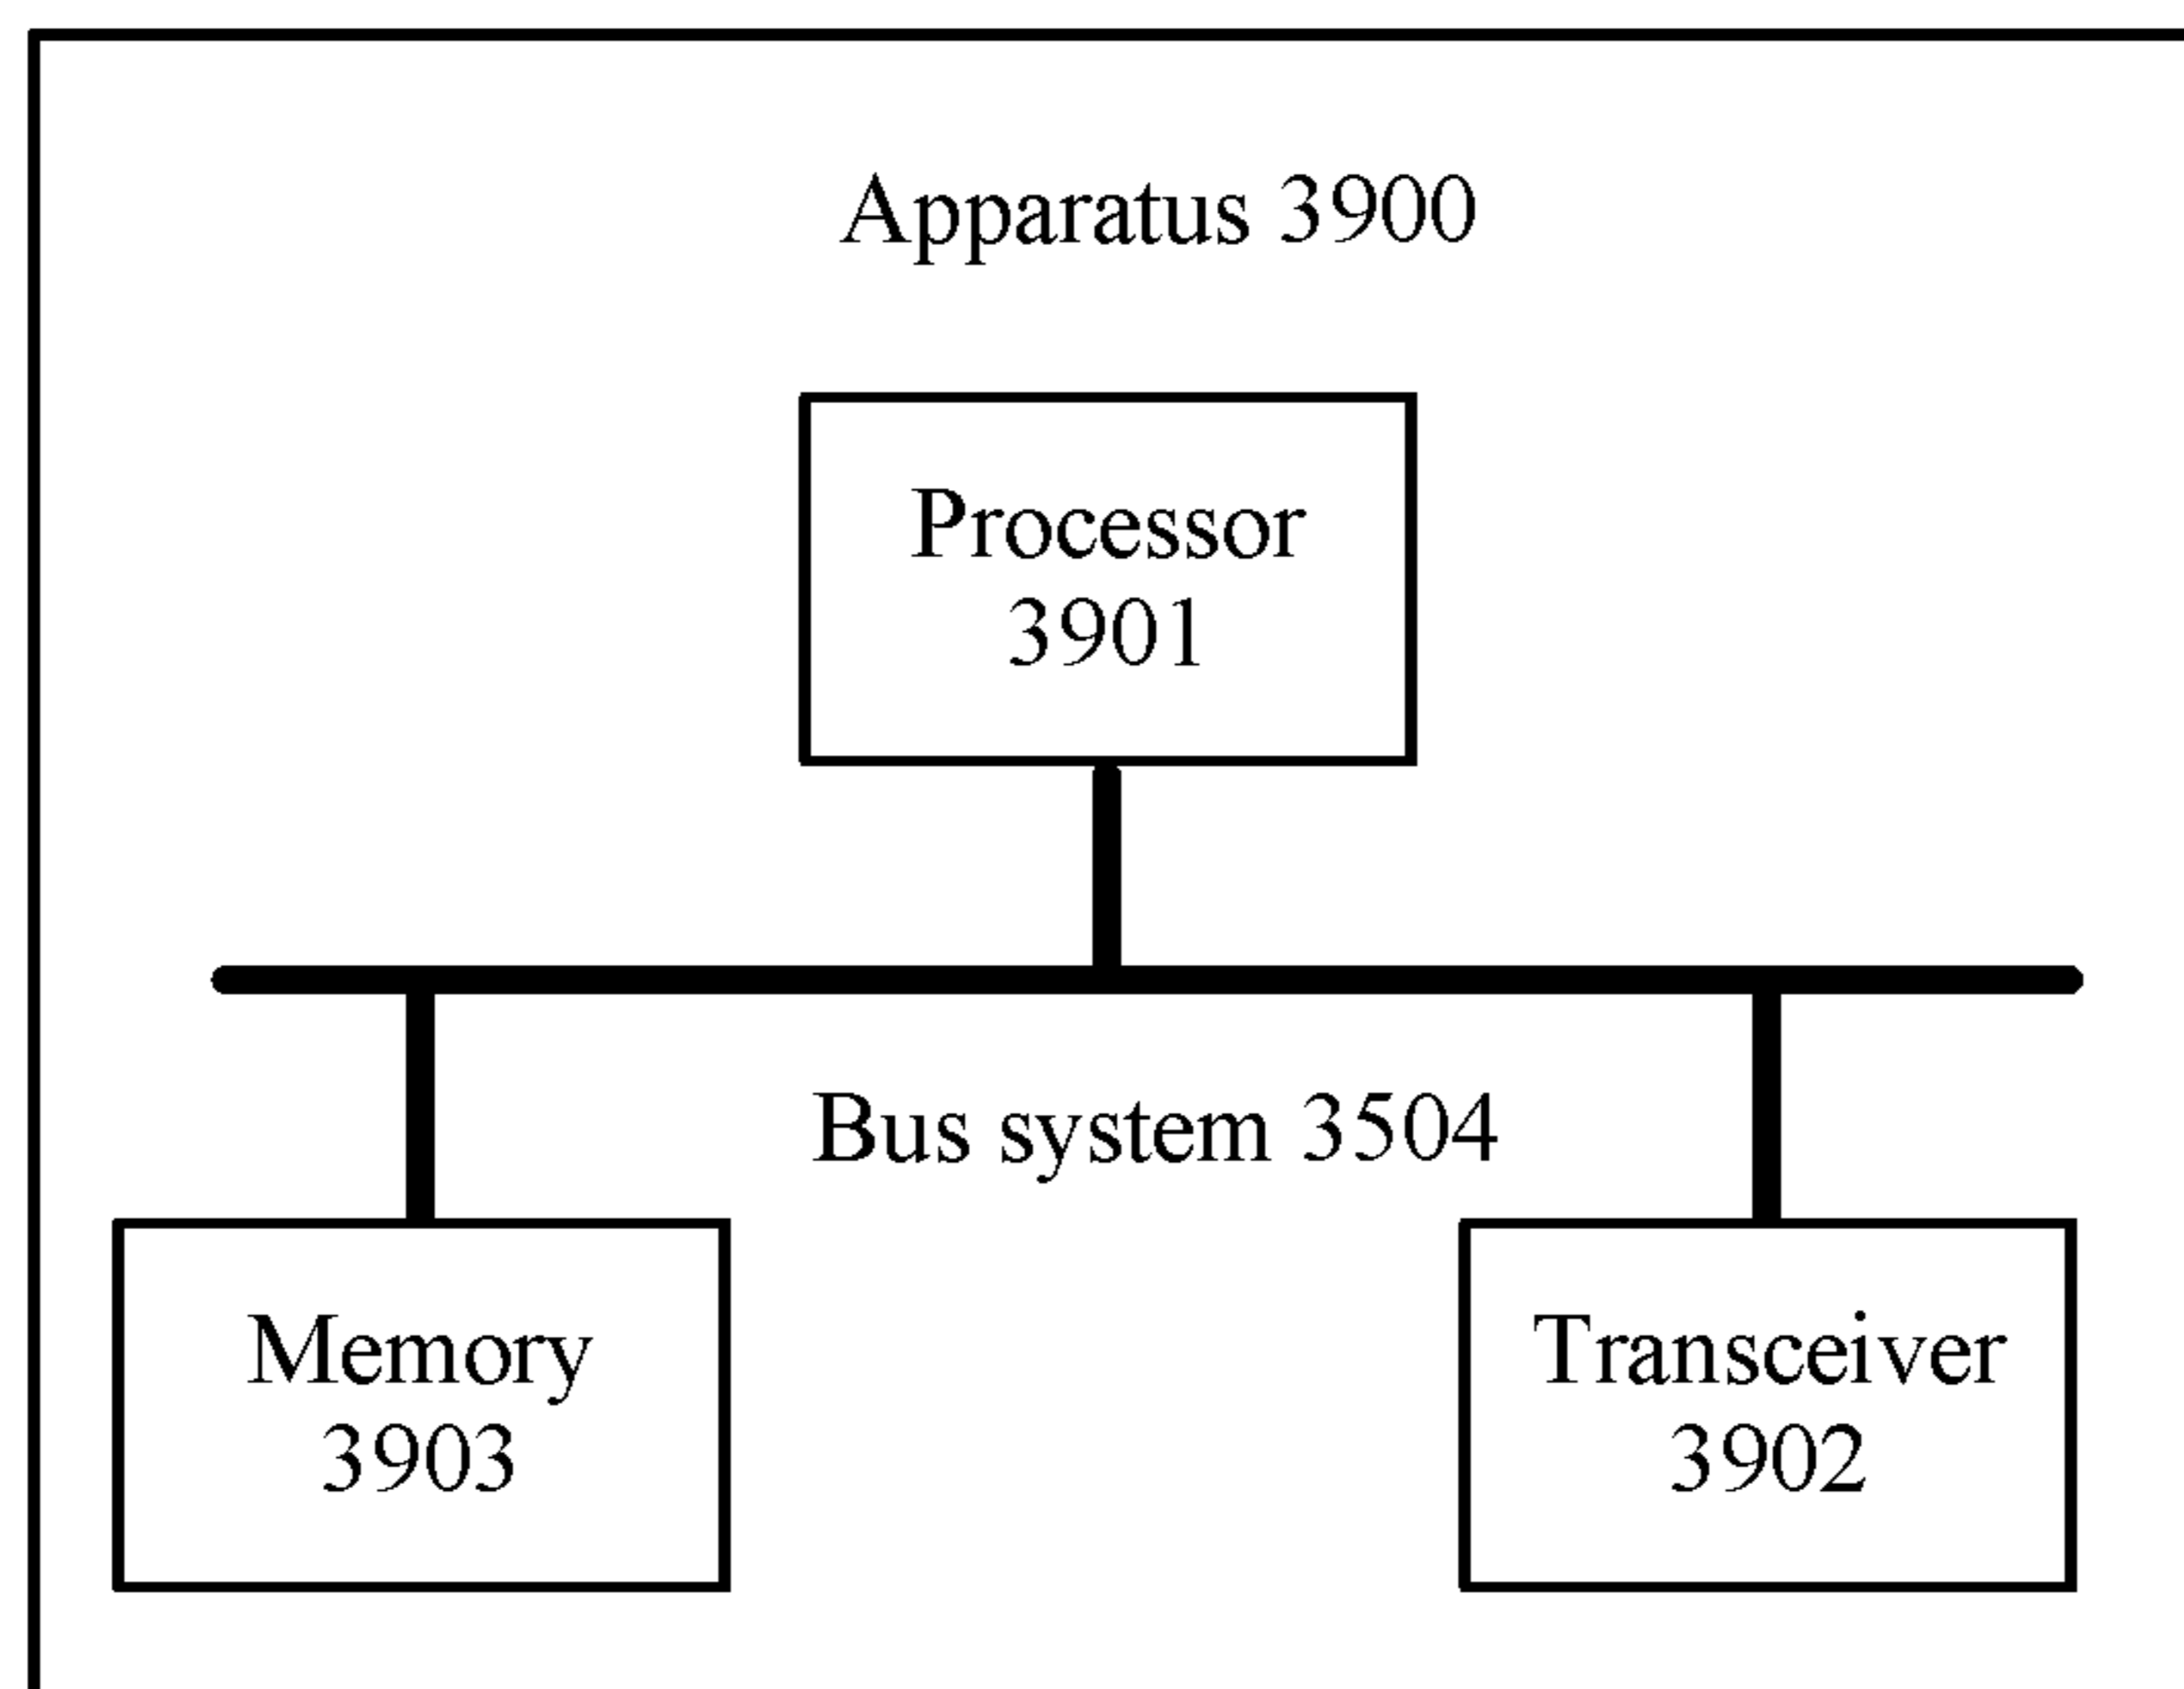 Apparatus 3900
Processor
3901
Bus system 3504
Memory
3903
Transceiver
3902